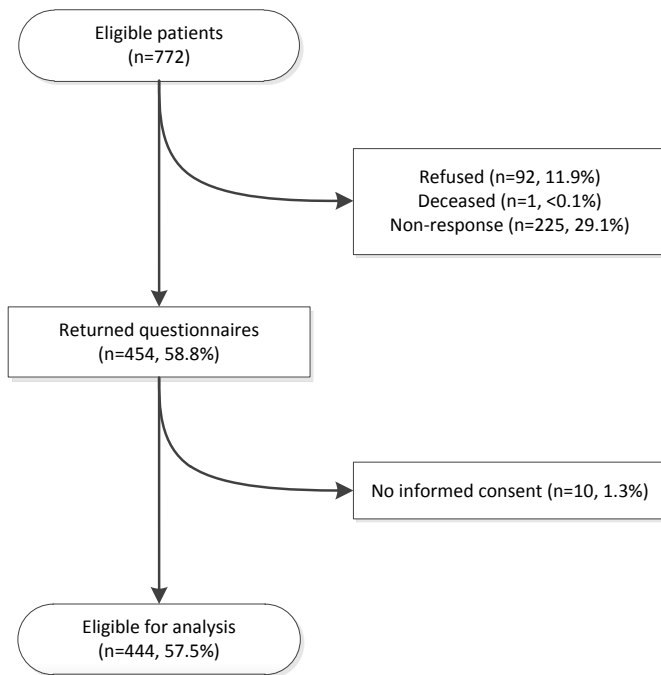 Eligible patients
(n=772)
Refused (n=92, 11.9%)
Deceased (n=1, <0.1%)
Non-response (n=225, 29.1%)
Returned questionnaires
(n=454, 58.8%)
No informed consent (n=10, 1.3%)
Eligible for analysis
(n=444, 57.5%)